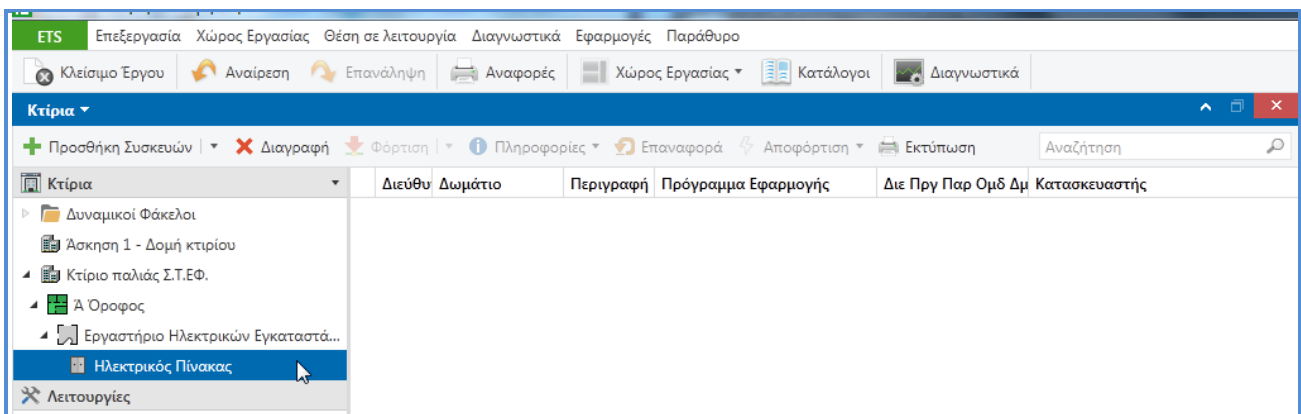 ETS Επεξεργασία Χώρος Εργασίας Θέση σε λειτουργία Διαγνωστικά Εφαρμογές Παράθυρο
Κλείσιμο Έργου Αναίρεση Επανάληψη Αναφορές Χώρος Εργασίας Κατάλογοι Διαγνωστικά
Κτίρια
Προσθήκη Συσκευών Διαγραφή Φόρτιση Πληροφορίες Επαναφορά Αποφόρτιση Εκτύπωση Αναζήτηση
Κτίρια Διεύθυ Δωμάτιο Περιγραφή Πρόγραμμα Εφαρμογής Διε Πργ Παρ Ομδ Δμ Κατασκευαστής
Δυναμικοί Φάκελοι
Άσκηση 1 - Δομή κτιρίου
Κτίριο παλιάς Σ.Τ.ΕΦ.
Ά Όροφος
Εργαστήριο Ηλεκτρικών Εγκαταστά...
Ηλεκτρικός Πίνακας
Λειτουργίες